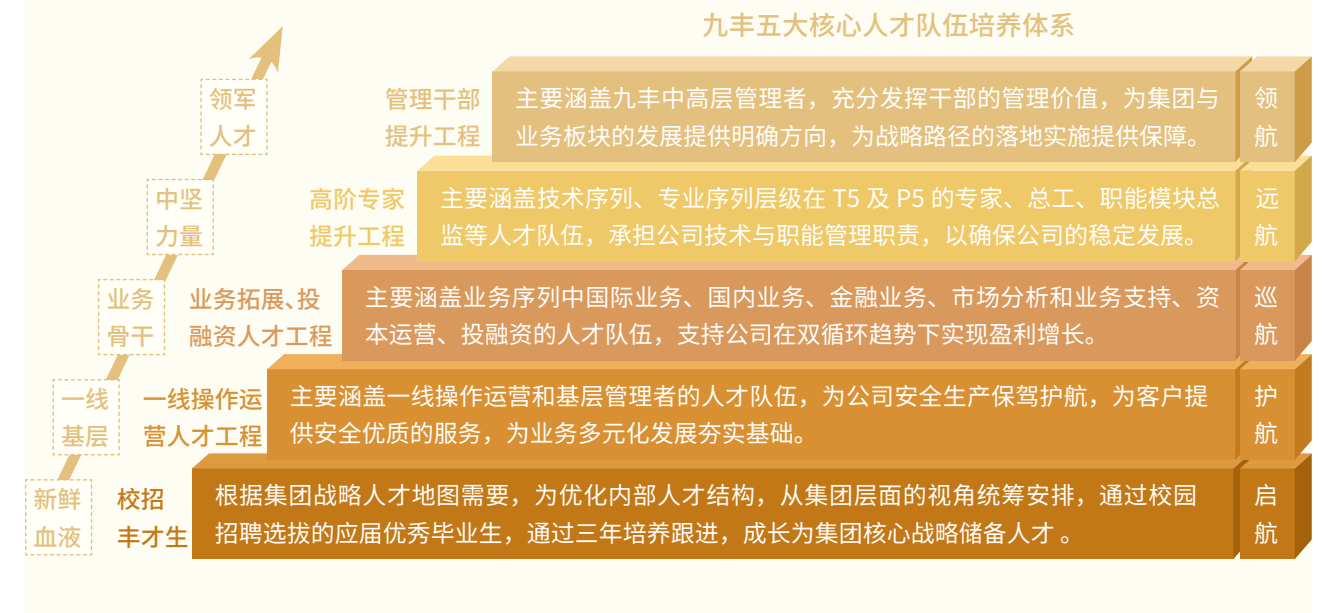 九丰五大核心人才队伍培养体系
领军
人才
管理干部
提升工程
主要涵盖九丰中高层管理者，充分发挥干部的管理价值，为集团与
业务板块的发展提供明确方向，为战略路径的落地实施提供保障。
领
航
中坚
力量
高阶专家
提升工程
主要涵盖技术序列、专业序列层级在 T5 及 P5 的专家、总工、职能模块总
监等人才队伍，承担公司技术与职能管理职责，以确保公司的稳定发展。
远
航
业务
骨干
业务拓展、投
融资人才工程
主要涵盖业务序列中国际业务、国内业务、金融业务、市场分析和业务支持、资
本运营、投融资的人才队伍，支持公司在双循环趋势下实现盈利增长。
巡
航
一线
基层
一线操作运
营人才工程
主要涵盖一线操作运营和基层管理者的人才队伍，为公司安全生产保驾护航，为客户提
供安全优质的服务，为业务多元化发展夯实基础。
护
航
新鲜
血液
校招
丰才生
根据集团战略人才地图需要，为优化内部人才结构，从集团层面的视角统筹安排，通过校园
招聘选拔的应届优秀毕业生，通过三年培养跟进，成长为集团核心战略储备人才 。
启
航